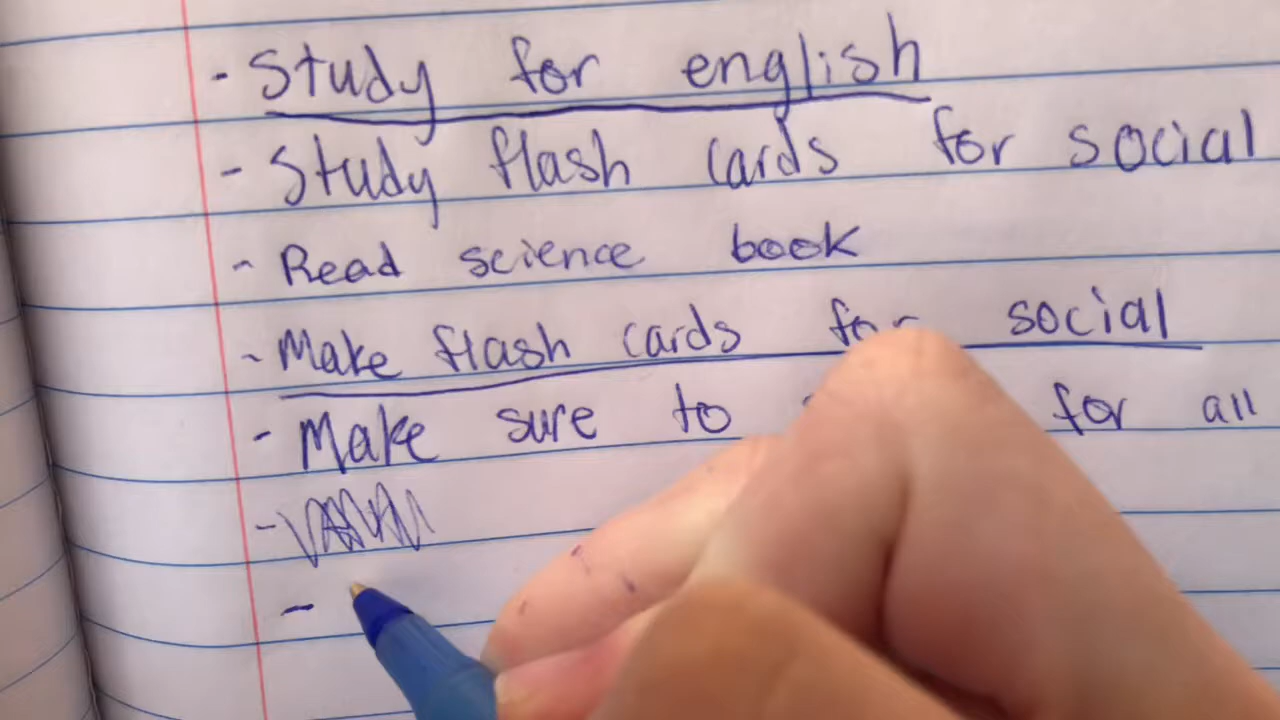 - Study for english
- Study flash cards for social
- Read science book
- Make flash cards for social
- Make sure to for all
-
-